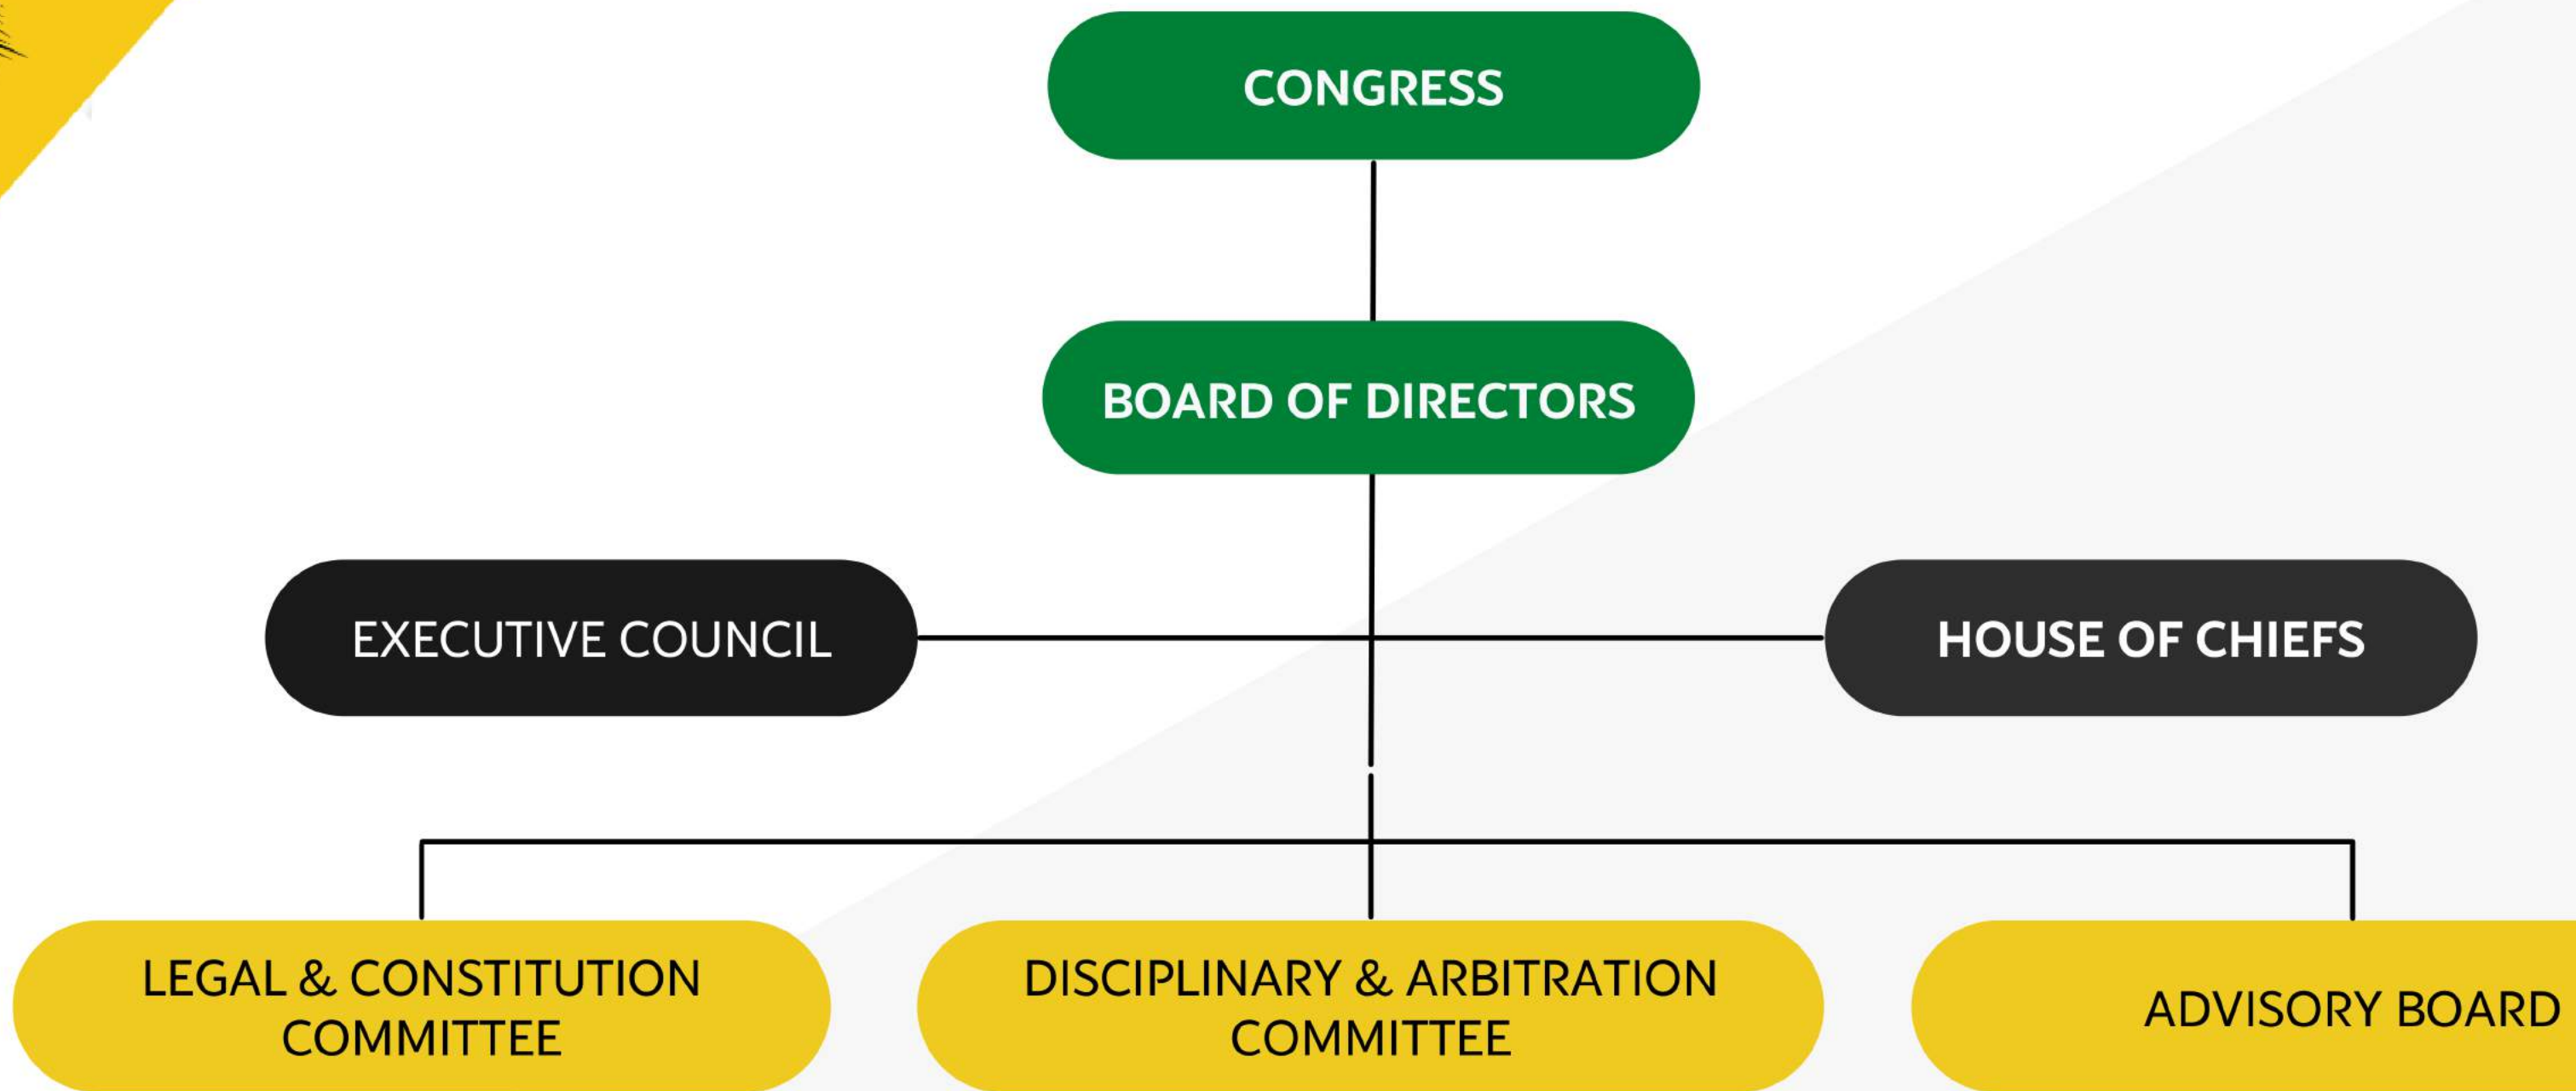 CONGRESS
BOARD OF DIRECTORS
EXECUTIVE COUNCIL
HOUSE OF CHIEFS
LEGAL & CONSTITUTION
COMMITTEE
DISCIPLINARY & ARBITRATION
COMMITTEE
ADVISORY BOARD